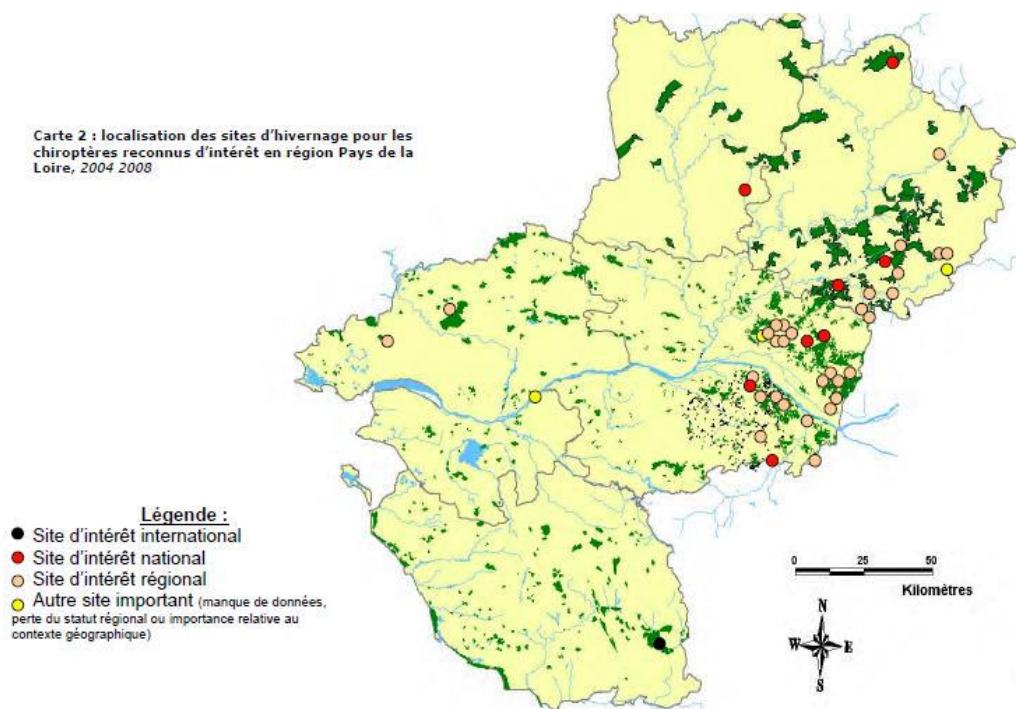 Carte 2 : localisation des sites d'hivernage pour les
chiroptères reconnus d'intérêt en région Pays de la
Loire, 2004 2008
Légende :
Site d'intérêt international
Site d'intérêt national
Site d'intérêt régional
Autre site important (manque de données,
perte du statut régional ou importance relative au
contexte géographique)
0 25 50
Kilomètres
N
W E
S